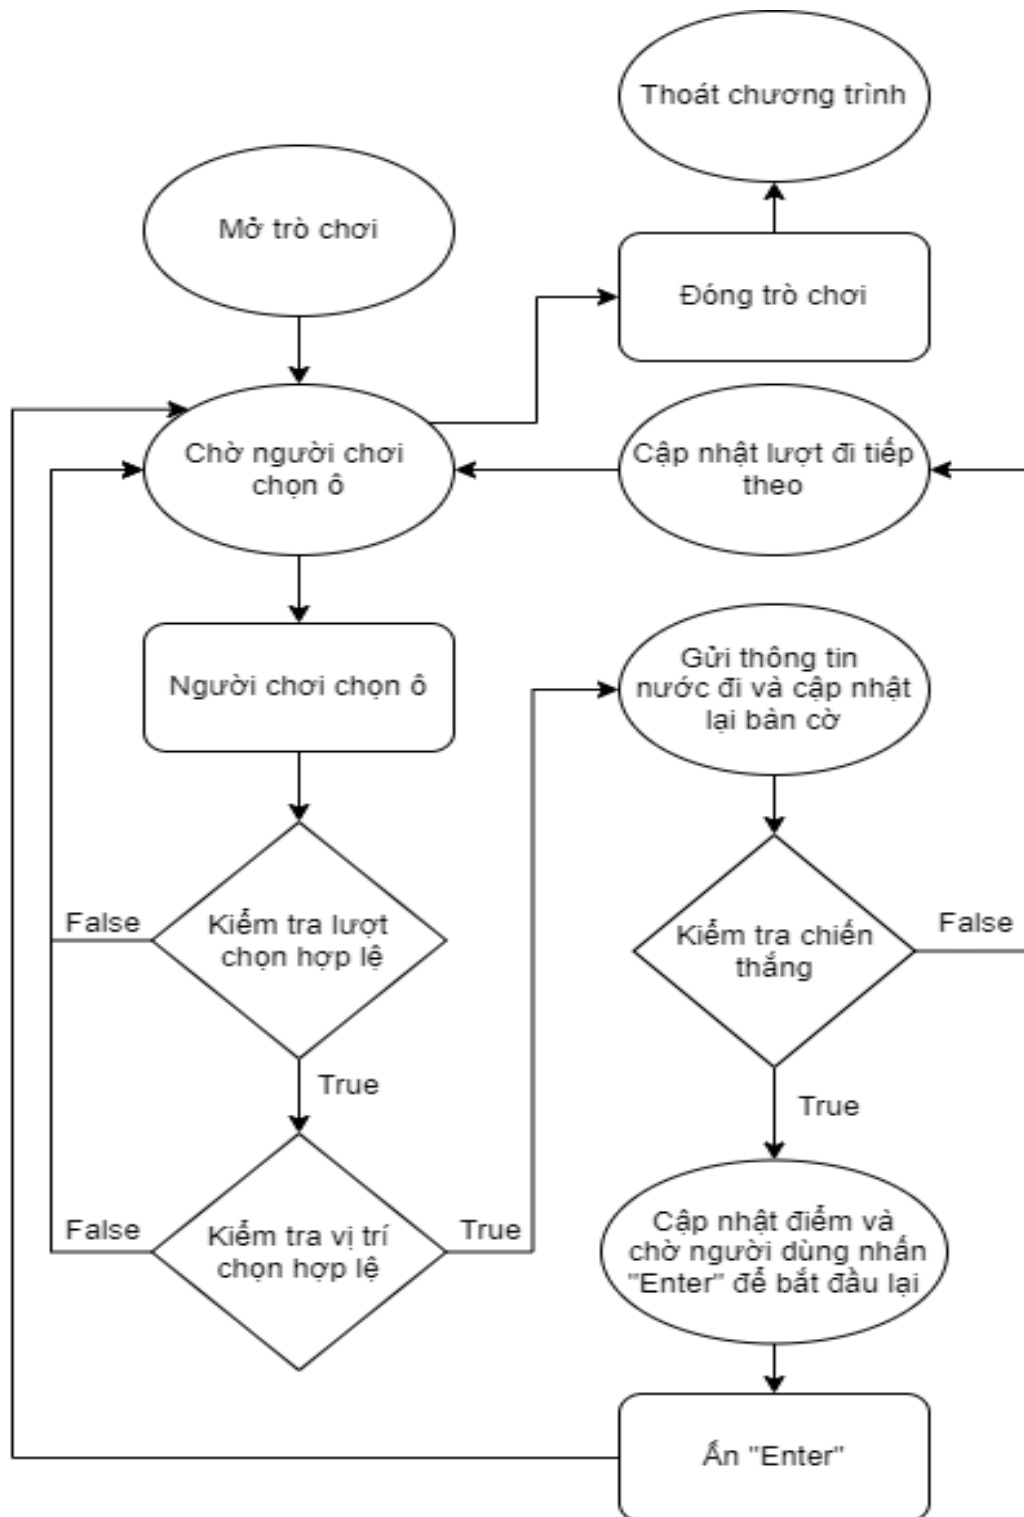 Thoát chương trình
Mở trò chơi
Đóng trò chơi
Chờ người chơi
chọn ô
Cập nhật lượt đi tiếp
theo
Người chơi chọn ô
Gửi thông tin
nước đi và cập nhật
lại bàn cờ
False
Kiểm tra lượt
chọn hợp lệ
True
Kiểm tra chiến
thắng
False
True
False
Kiểm tra vị trí
chọn hợp lệ
True
Cập nhật điểm và
chờ người dùng nhấn
"Enter" để bắt đầu lại
Ấn "Enter"